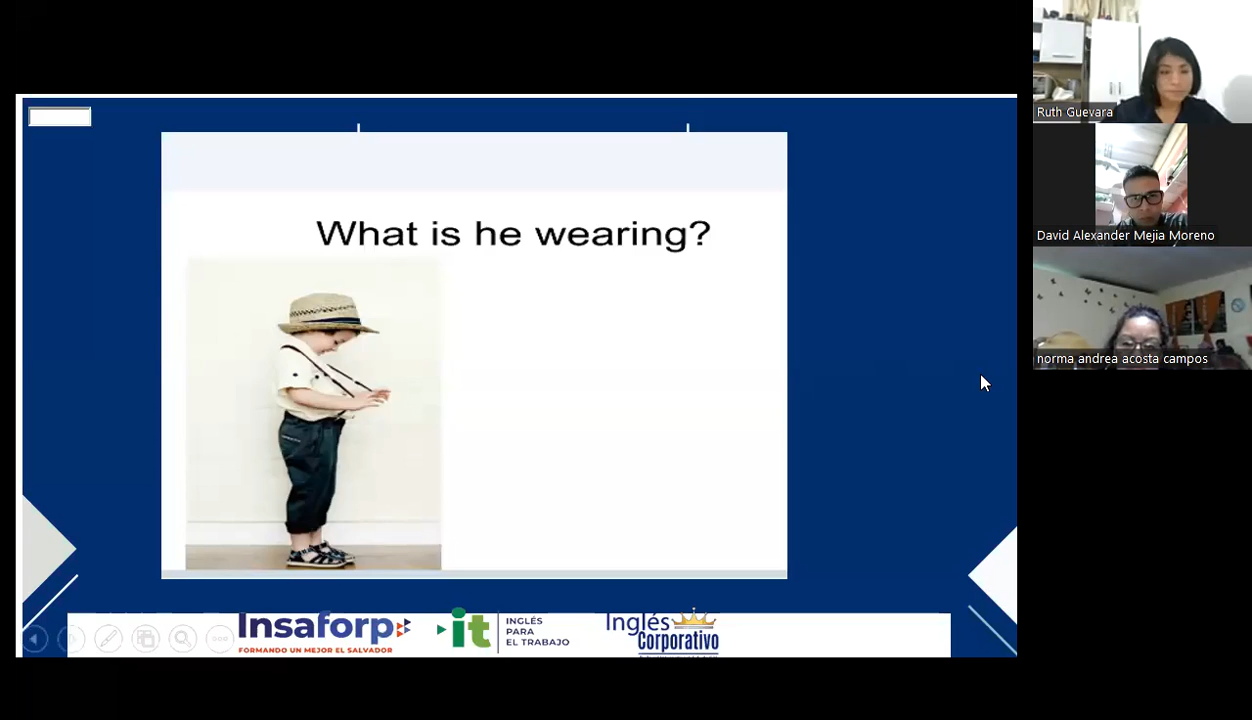 What is he wearing?
Insaforp
FORMANDO UN MEJOR EL SALVADOR
it
INGLÉS
PARA
EL TRABAJO
Inglés
Corporativo
Ruth Guevara
David Alexander Mejia Moreno
norma andrea acosta campos